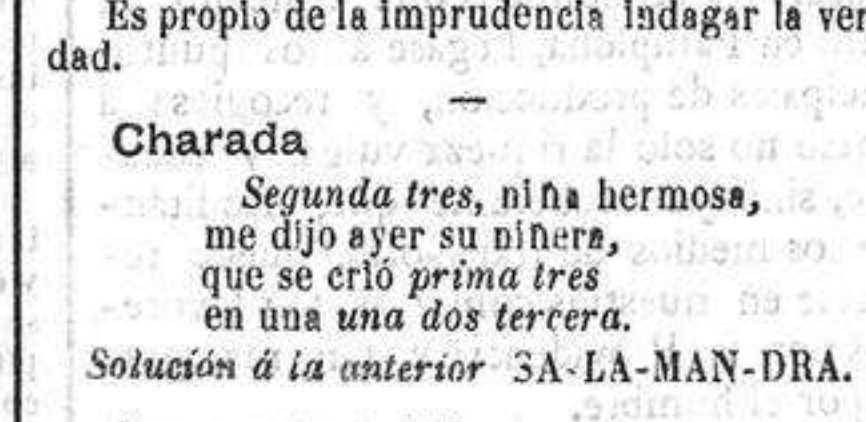 Es propio de la imprudencia indagar la ver
dad.
Charada
Segunda tres, niña hermosa,
me dijo ayer su niñera,
que se crió prima tres
en una una dos tercera.
Solución á la anterior SA-LA-MAN-DRA.